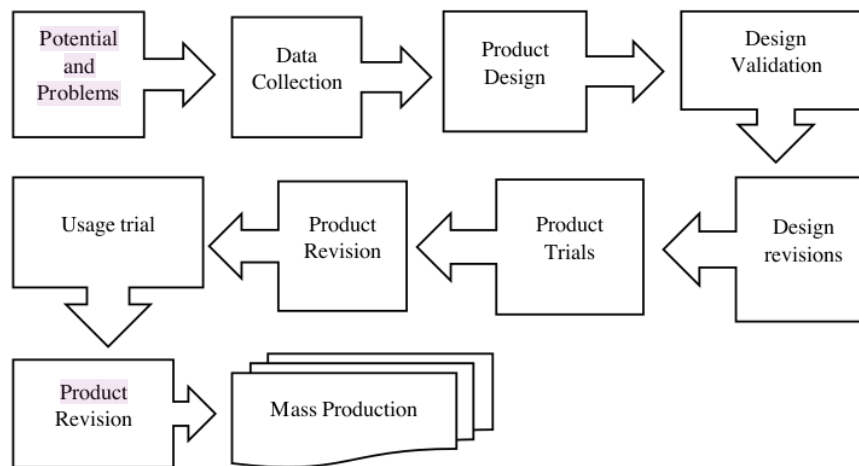 Potential
and
Problems
Data
Collection
Product
Design
Design
Validation
Design
revisions
Product
Trials
Product
Revision
Usage trial
Product
Revision
Mass Production